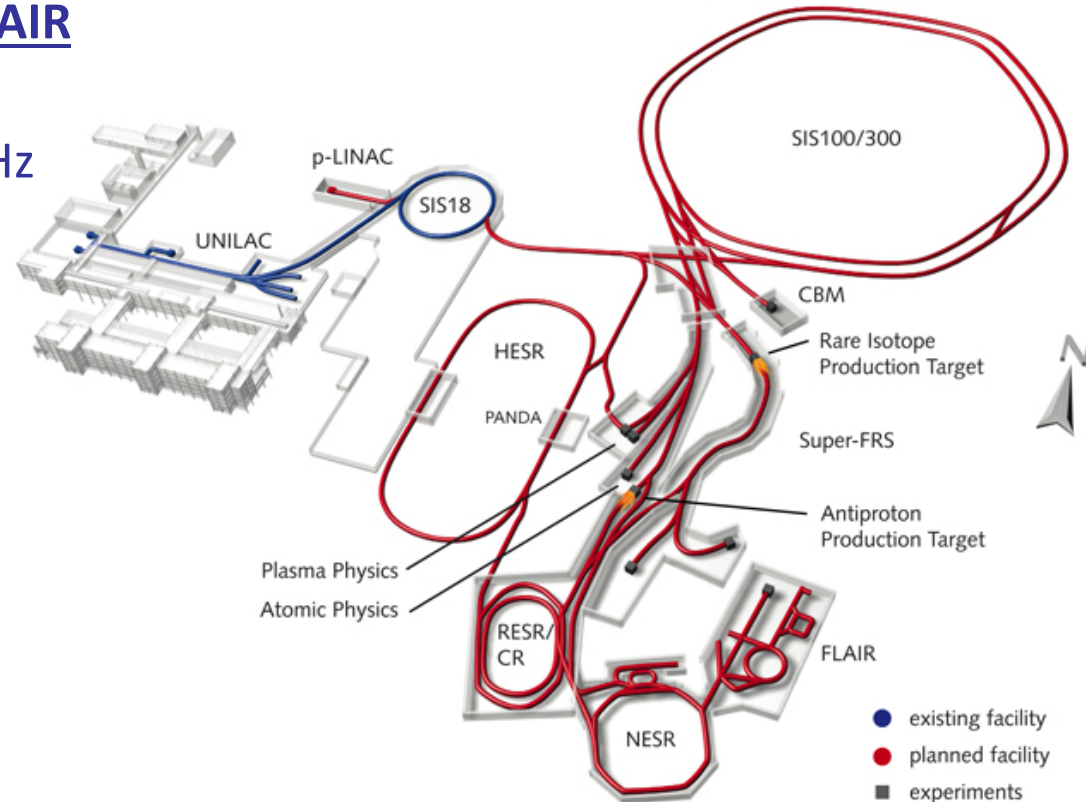 AIR
Hz
p-LINAC
SIS100/300
SIS18
UNILAC
CBM
Rare Isotope
Production Target
N
HESR
PANDA
Super-FRS
Antiproton
Production Target
Plasma Physics
Atomic Physics
RESR/
CR
FLAIR
NESR
existing facility
planned facility
experiments